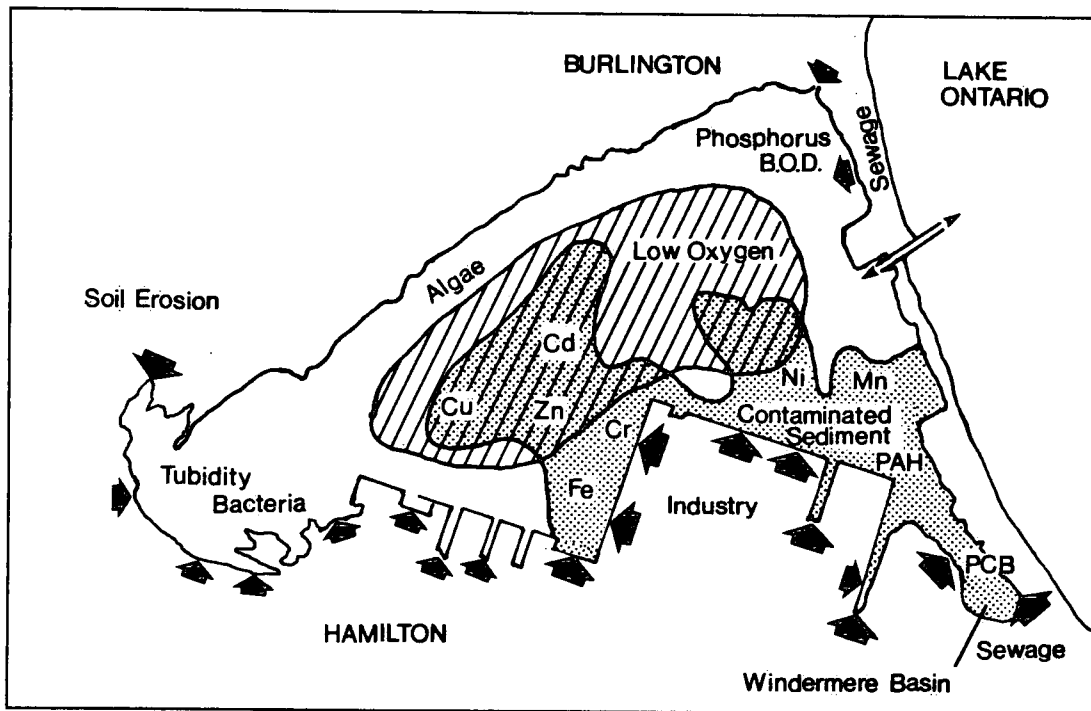 BURLINGTON
LAKE
ONTARIO
Sewage
Phosphorus
B.O.D.
Low Oxygen
Algae
Soil Erosion
Cd
Cu
Zn
Ni
Mn
Cr
Contaminated
Sediment
PAH
Tubidity
Bacteria
Fe
Industry
PCB
HAMILTON
Sewage
Windermere Basin